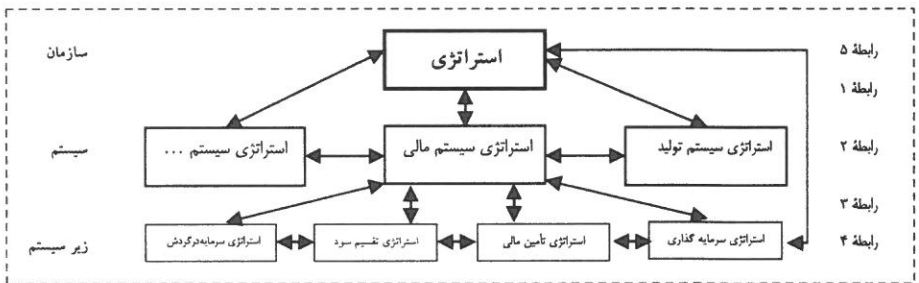 سازمان
استراتژی
رابطهٔ ۵
رابطهٔ ۱
سیستم
استراتژی سیستم تولید
استراتژی سیستم مالی
استراتژی سیستم ...
رابطهٔ ۲
رابطهٔ ۳
زیر سیستم
استراتژی سرمایه گذاری
استراتژی تأمین مالی
استراتژی تقسیم سود
استراتژی سرمایه‌درگردش
رابطهٔ ۴